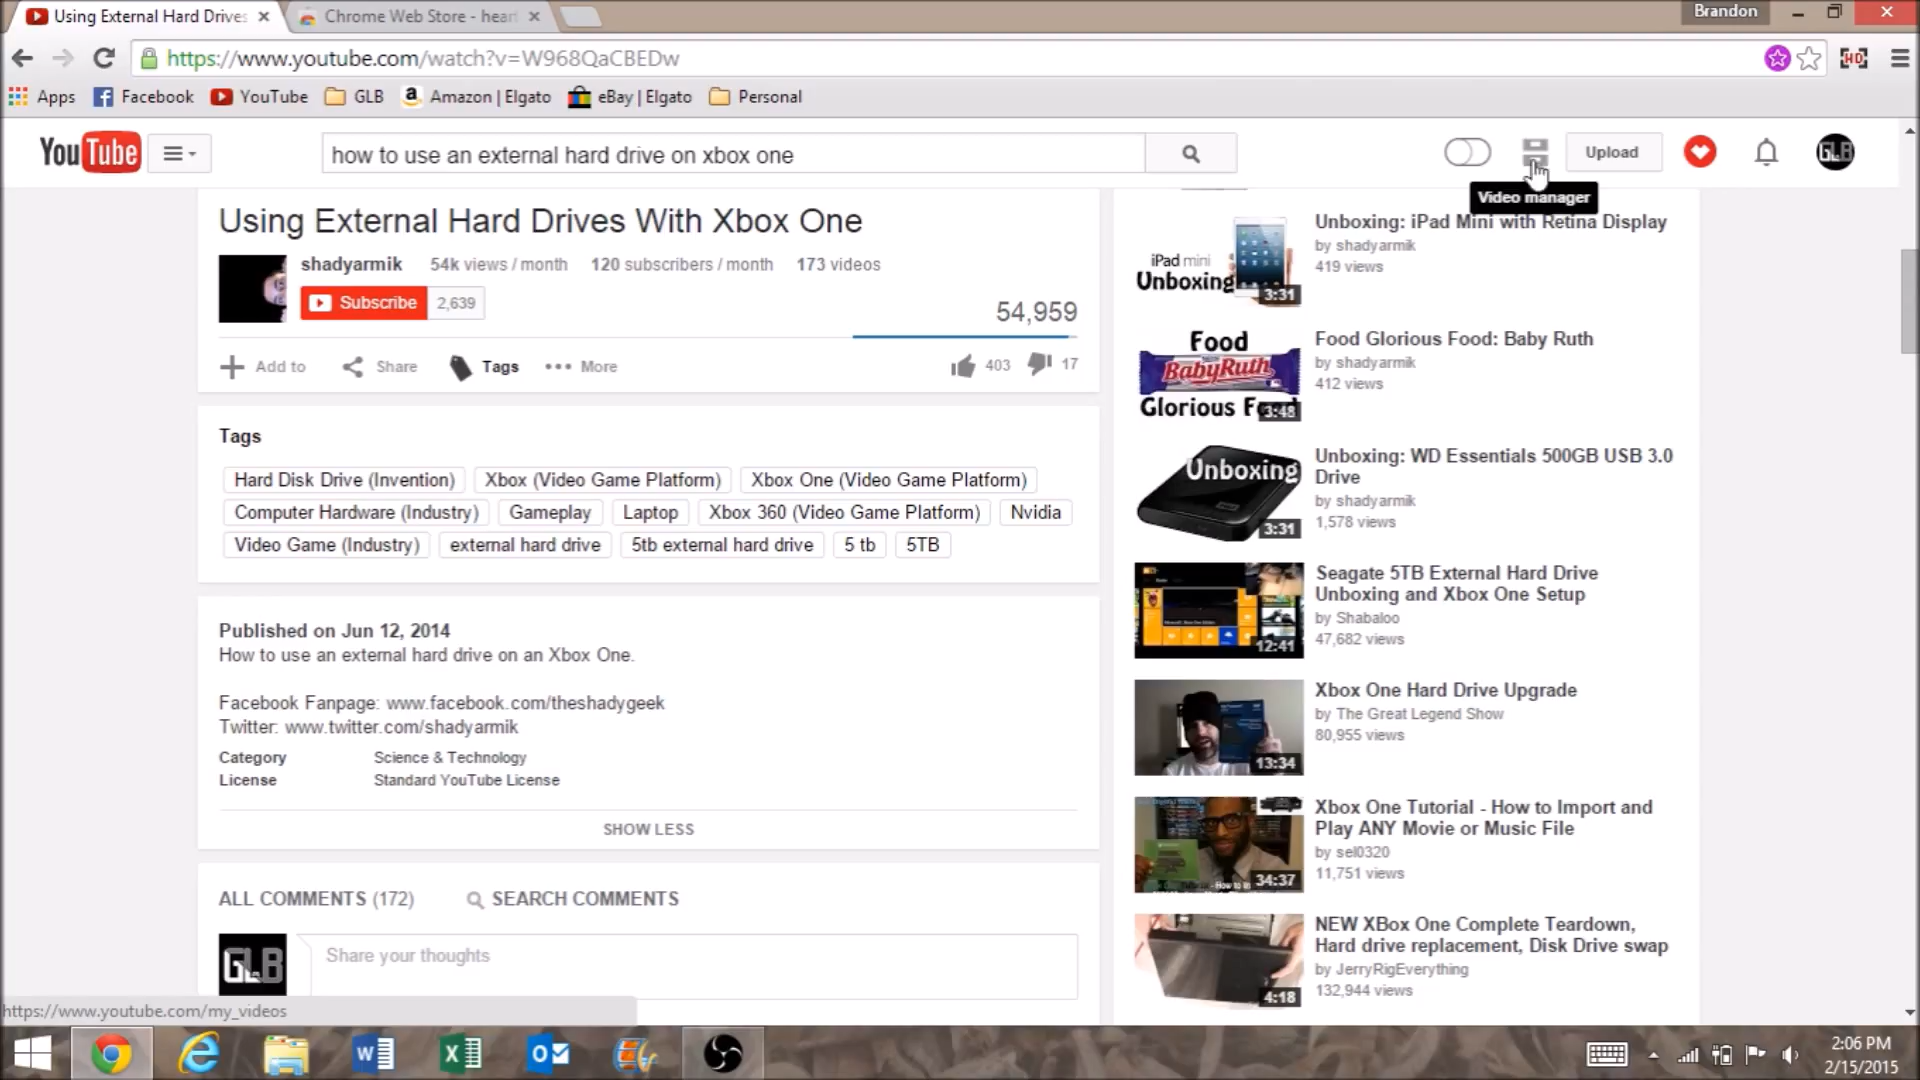 Using External Hard Drives
Chrome Web Store - heart
Brandon
https://www.youtube.com/watch?v=W968QaCBEDw
HD
Apps
Facebook
YouTube
GLB
Amazon | Elgato
eBay | Elgato
Personal
YouTube
how to use an external hard drive on xbox one
Upload
GLB
Video manager
Using External Hard Drives With Xbox One
shadyarmik 54k views / month 120 subscribers / month 173 videos
Subscribe 2,639
54,959
Add to Share Tags More 403 17
Tags
Hard Disk Drive (Invention) Xbox (Video Game Platform) Xbox One (Video Game Platform)
Computer Hardware (Industry) Gameplay Laptop Xbox 360 (Video Game Platform) Nvidia
Video Game (Industry) external hard drive 5tb external hard drive 5 tb 5TB
Published on Jun 12, 2014
How to use an external hard drive on an Xbox One.
Facebook Fanpage: www.facebook.com/theshadygeek
Twitter: www.twitter.com/shadyarmik
Category Science & Technology
License Standard YouTube License
SHOW LESS
ALL COMMENTS (172) SEARCH COMMENTS
GLB
Share your thoughts
https://www.youtube.com/my_videos
iPad mini
Unboxing
3:31
Unboxing: iPad Mini with Retina Display
by shadyarmik
419 views
Food
BabyRuth
Glorious
3:48
Food Glorious Food: Baby Ruth
by shadyarmik
412 views
Unboxing
3:31
Unboxing: WD Essentials 500GB USB 3.0
Drive
by shadyarmik
1,578 views
12:41
Seagate 5TB External Hard Drive
Unboxing and Xbox One Setup
by Shabaloo
47,682 views
13:34
Xbox One Hard Drive Upgrade
by The Great Legend Show
80,955 views
34:37
Xbox One Tutorial - How to Import and
Play ANY Movie or Music File
by sel0320
11,751 views
4:18
NEW XBox One Complete Teardown,
Hard drive replacement, Disk Drive swap
by JerryRigEverything
132,944 views
2:06 PM
2/15/2015